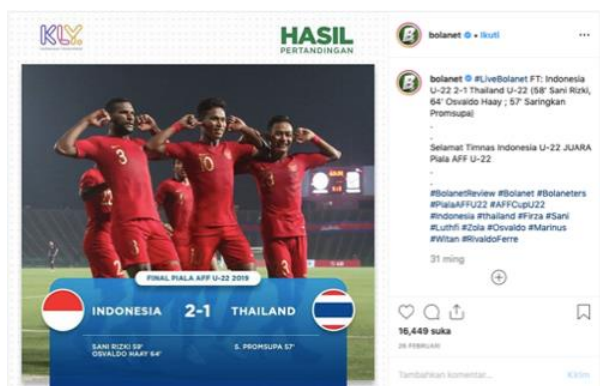 KLY
HASIL
PERTANDINGAN
3
10
3
FINAL PIALA AFF U-22 2019
INDONESIA 2-1 THAILAND
SANI RIZKI 58' S. PROMSUPA 57'
OSVALDO HAAY 64'
bolanet • Ikuti
bolanet #LiveBolanet FT: Indonesia
U-22 2-1 Thailand U-22 (58' Sani Rizki,
64' Osvaldo Haay ; 57' Saringkan
Promsupa)
.
.
Selamat Timnas Indonesia U-22 JUARA
Piala AFF U-22
.
.
#BolanetReview #Bolanet #Bolaneters
#PialaAFFU22 #AFFCupU22
#Indonesia #thailand #Firza #Sani
#Luthfi #Zola #Osvaldo #Marinus
#Witan #RivaldoFerre
31 ming
16,449 suka
26 FEBRUARI
Tambahkan komentar...
Kirim